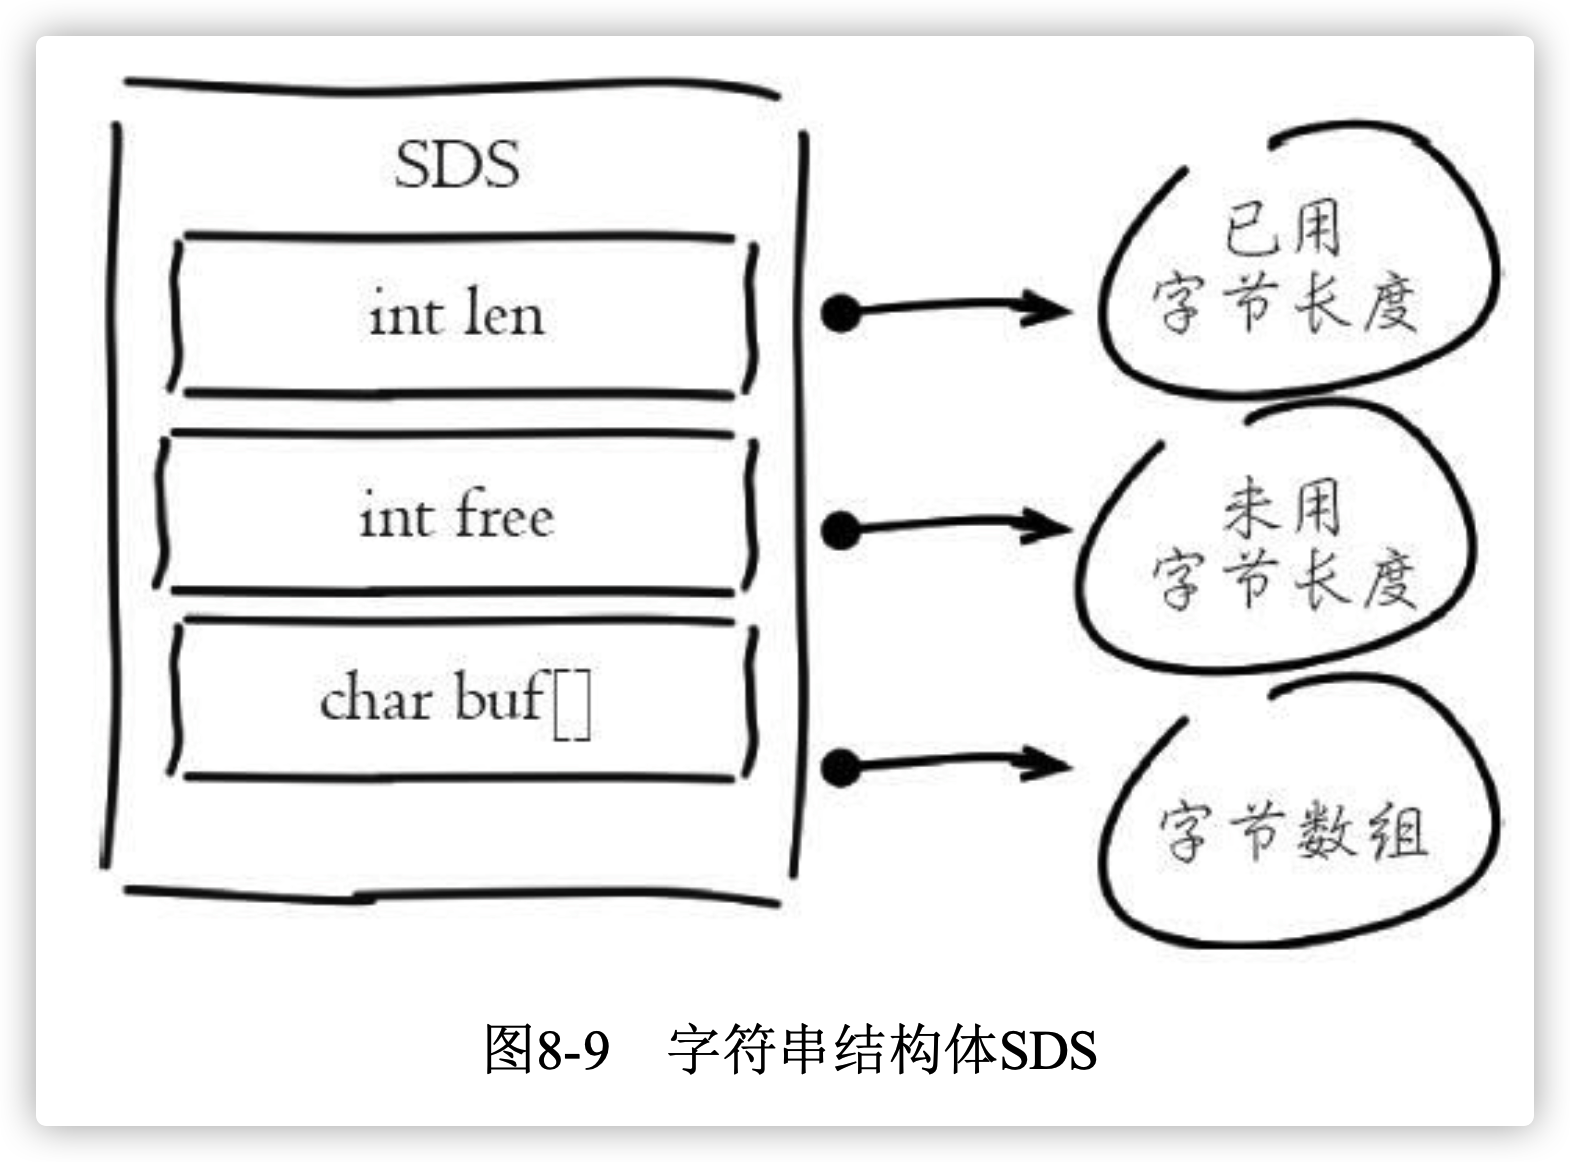 SDS
int len
已用
字节长度
int free
未用
字节长度
char buf[]
字节数组
图8-9 字符串结构体SDS